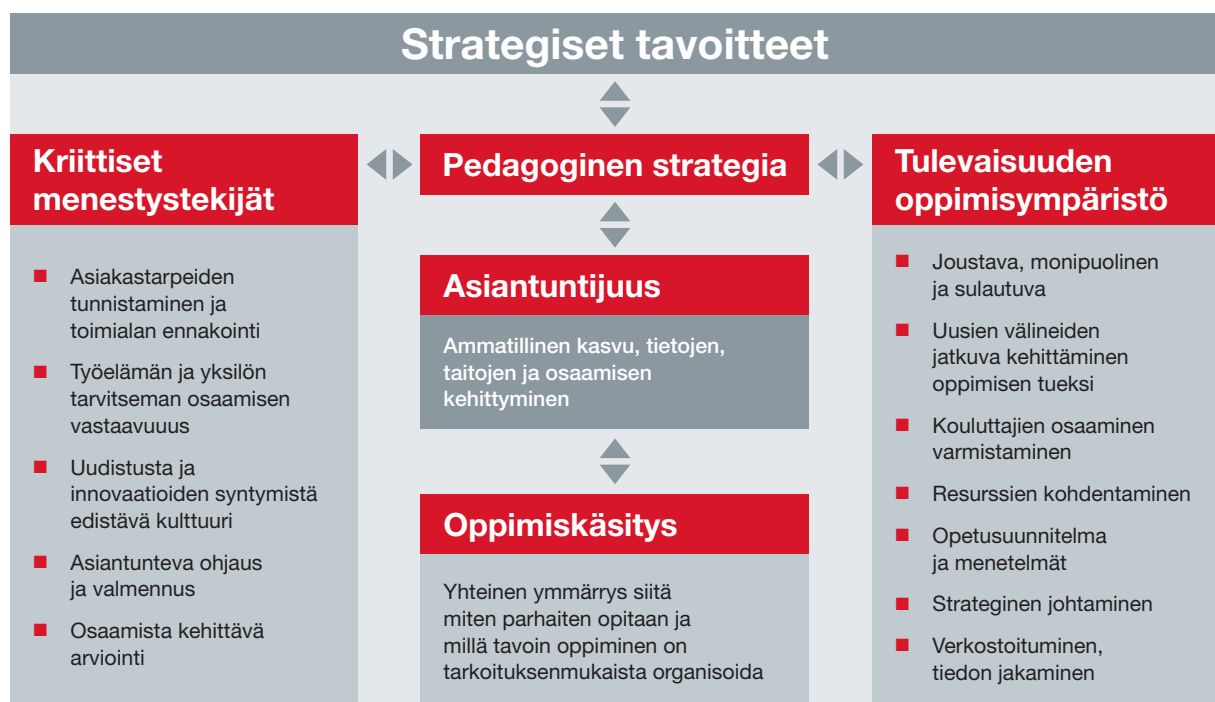 Strategiset tavoitteet
Kriittiset
menestystekijät
Asiakastarpeiden
tunnistaminen ja
toimialan ennakointi
Työelämän ja yksilön
tarvitseman osaamisen
vastaavuuus
Uudistusta ja
innovaatioiden syntymistä
edistävä kulttuuri
Asiantunteva ohjaus
ja valmennus
Osaamista kehittävä
arviointi
Pedagoginen strategia
Asiantuntijuus
Ammatillinen kasvu, tietojen,
taitojen ja osaamisen
kehittyminen
Oppimiskäsitys
Yhteinen ymmärrys siitä
miten parhaiten opitaan ja
millä tavoin oppiminen on
tarkoituksenmukaista organisoida
Tulevaisuuden
oppimisympäristö
Joustava, monipuolinen
ja sulautuva
Uusien välineiden
jatkuva kehittäminen
oppimisen tueksi
Kouluttajien osaaminen
varmistaminen
Resurssien kohdentaminen
Opetusuunnitelma
ja menetelmät
Strateginen johtaminen
Verkostoituminen,
tiedon jakaminen